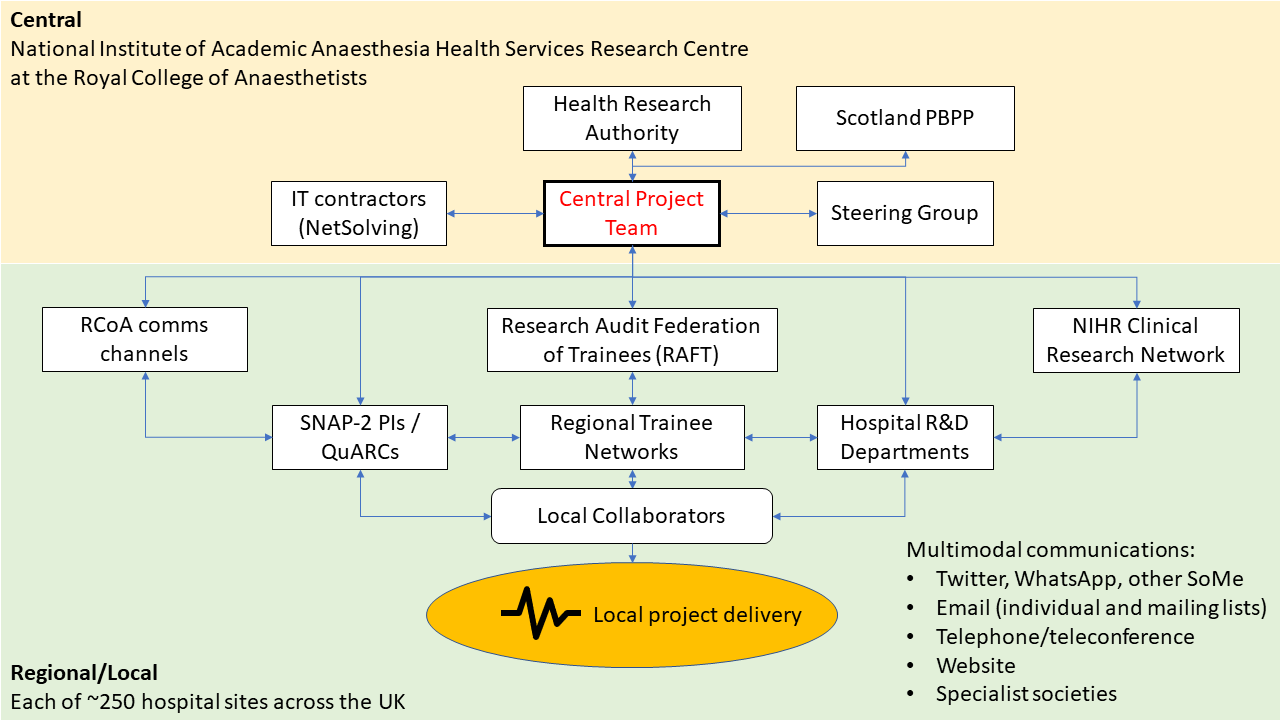 Central
National Institute of Academic Anaesthesia Health Services Research Centre
at the Royal College of Anaesthetists
Health Research
Authority
Scotland PBPP
IT contractors
(NetSolving)
Central Project
Team
Steering Group
RCoA comms
channels
Research Audit Federation
of Trainees (RAFT)
NIHR Clinical
Research Network
SNAP-2 PIs /
QuARCs
Regional Trainee
Networks
Hospital R&D
Departments
Local Collaborators
Local project delivery
Multimodal communications:
• Twitter, WhatsApp, other SoMe
• Email (individual and mailing lists)
• Telephone/teleconference
• Website
• Specialist societies
Regional/Local
Each of ~250 hospital sites across the UK